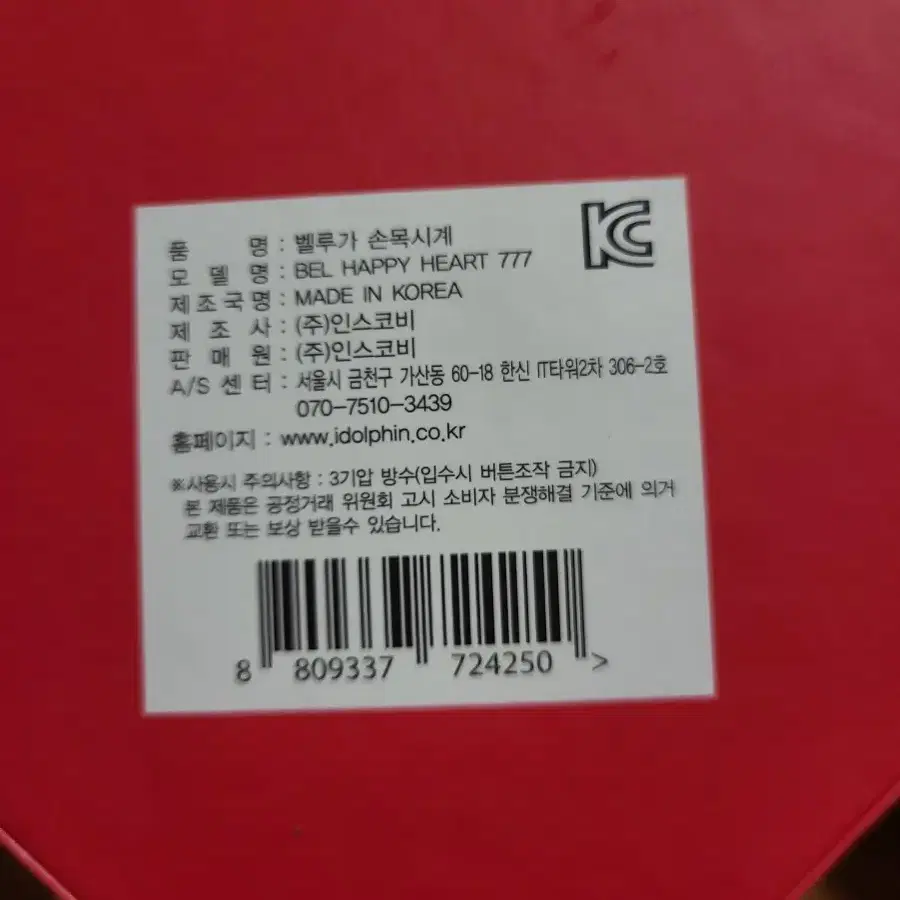 KC
품 명 : 벨루가 손목시계
모 델 명 : BEL HAPPY HEART 777
제 조 국 명 : MADE IN KOREA
제 조 사 : (주)인스코비
판 매 원 : (주)인스코비
A/S 센 터 : 서울시 금천구 가산동 60-18 한신 IT타워2차 306-2호
070-7510-3439
홈페이지 : www.idolphin.co.kr
※사용시 주의사항 : 3기압 방수(입수시 버튼조작 금지)
본 제품은 공정거래 위원회 고시 소비자 분쟁해결 기준에 의거
교환 또는 보상 받을수 있습니다.
8 809337 724250 >